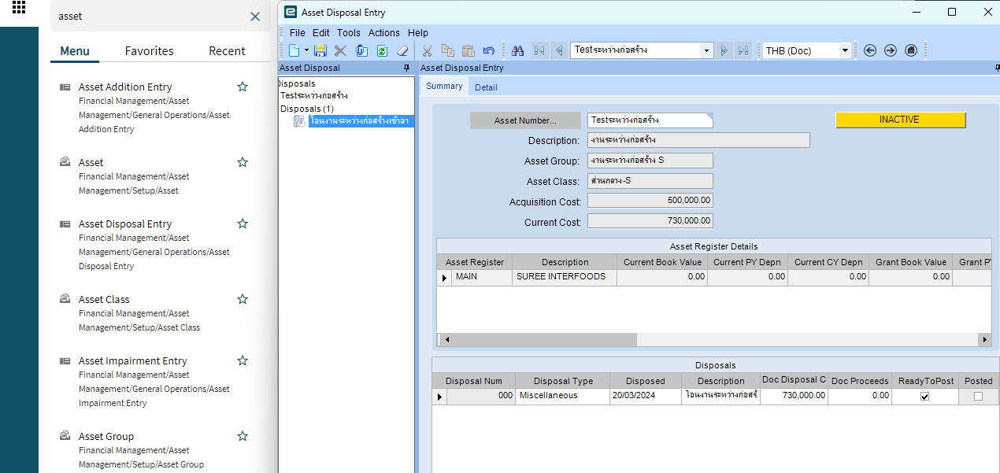 asset
Menu
Favorites
Recent
Asset Addition Entry
Financial Management/Asset
Management/General Operations/Asset
Addition Entry
Asset
Financial Management/Asset
Management/Setup/Asset
Asset Disposal Entry
Financial Management/Asset
Management/General Operations/Asset
Disposal Entry
Asset Class
Financial Management/Asset
Management/Setup/Asset Class
Asset Impairment Entry
Financial Management/Asset
Management/General Operations/Asset
Impairment Entry
Asset Group
Financial Management/Asset
Management/Setup/Asset Group
Asset Disposal Entry
File Edit Tools Actions Help
Testระหว่างก่อสร้าง
THB (Doc)
Asset Disposal
Disposals
Testระหว่างก่อสร้าง
Disposals (1)
โอนงานระหว่างก่อสร้างเข้าอา
Asset Disposal Entry
Summary Detail
Asset Number... Testระหว่างก่อสร้าง INACTIVE
Description: งานระหว่างก่อสร้าง
Asset Group: งานระหว่างก่อสร้าง S
Asset Class: ส่วนกลาง-S
Acquisition Cost: 500,000.00
Current Cost: 730,000.00
Asset Register Details
Asset Register Description Current Book Value Current PY Depn Current CY Depn Grant Book Value Grant PY
MAIN SUREE INTERFOODS 0.00 0.00 0.00 0.00
Disposals
Disposal Num Disposal Type Disposed Description Doc Disposal C Doc Proceeds ReadyToPost Posted
000 Miscellaneous 20/03/2024 โอนงานระหว่างก่อสร้ 730,000.00 0.00